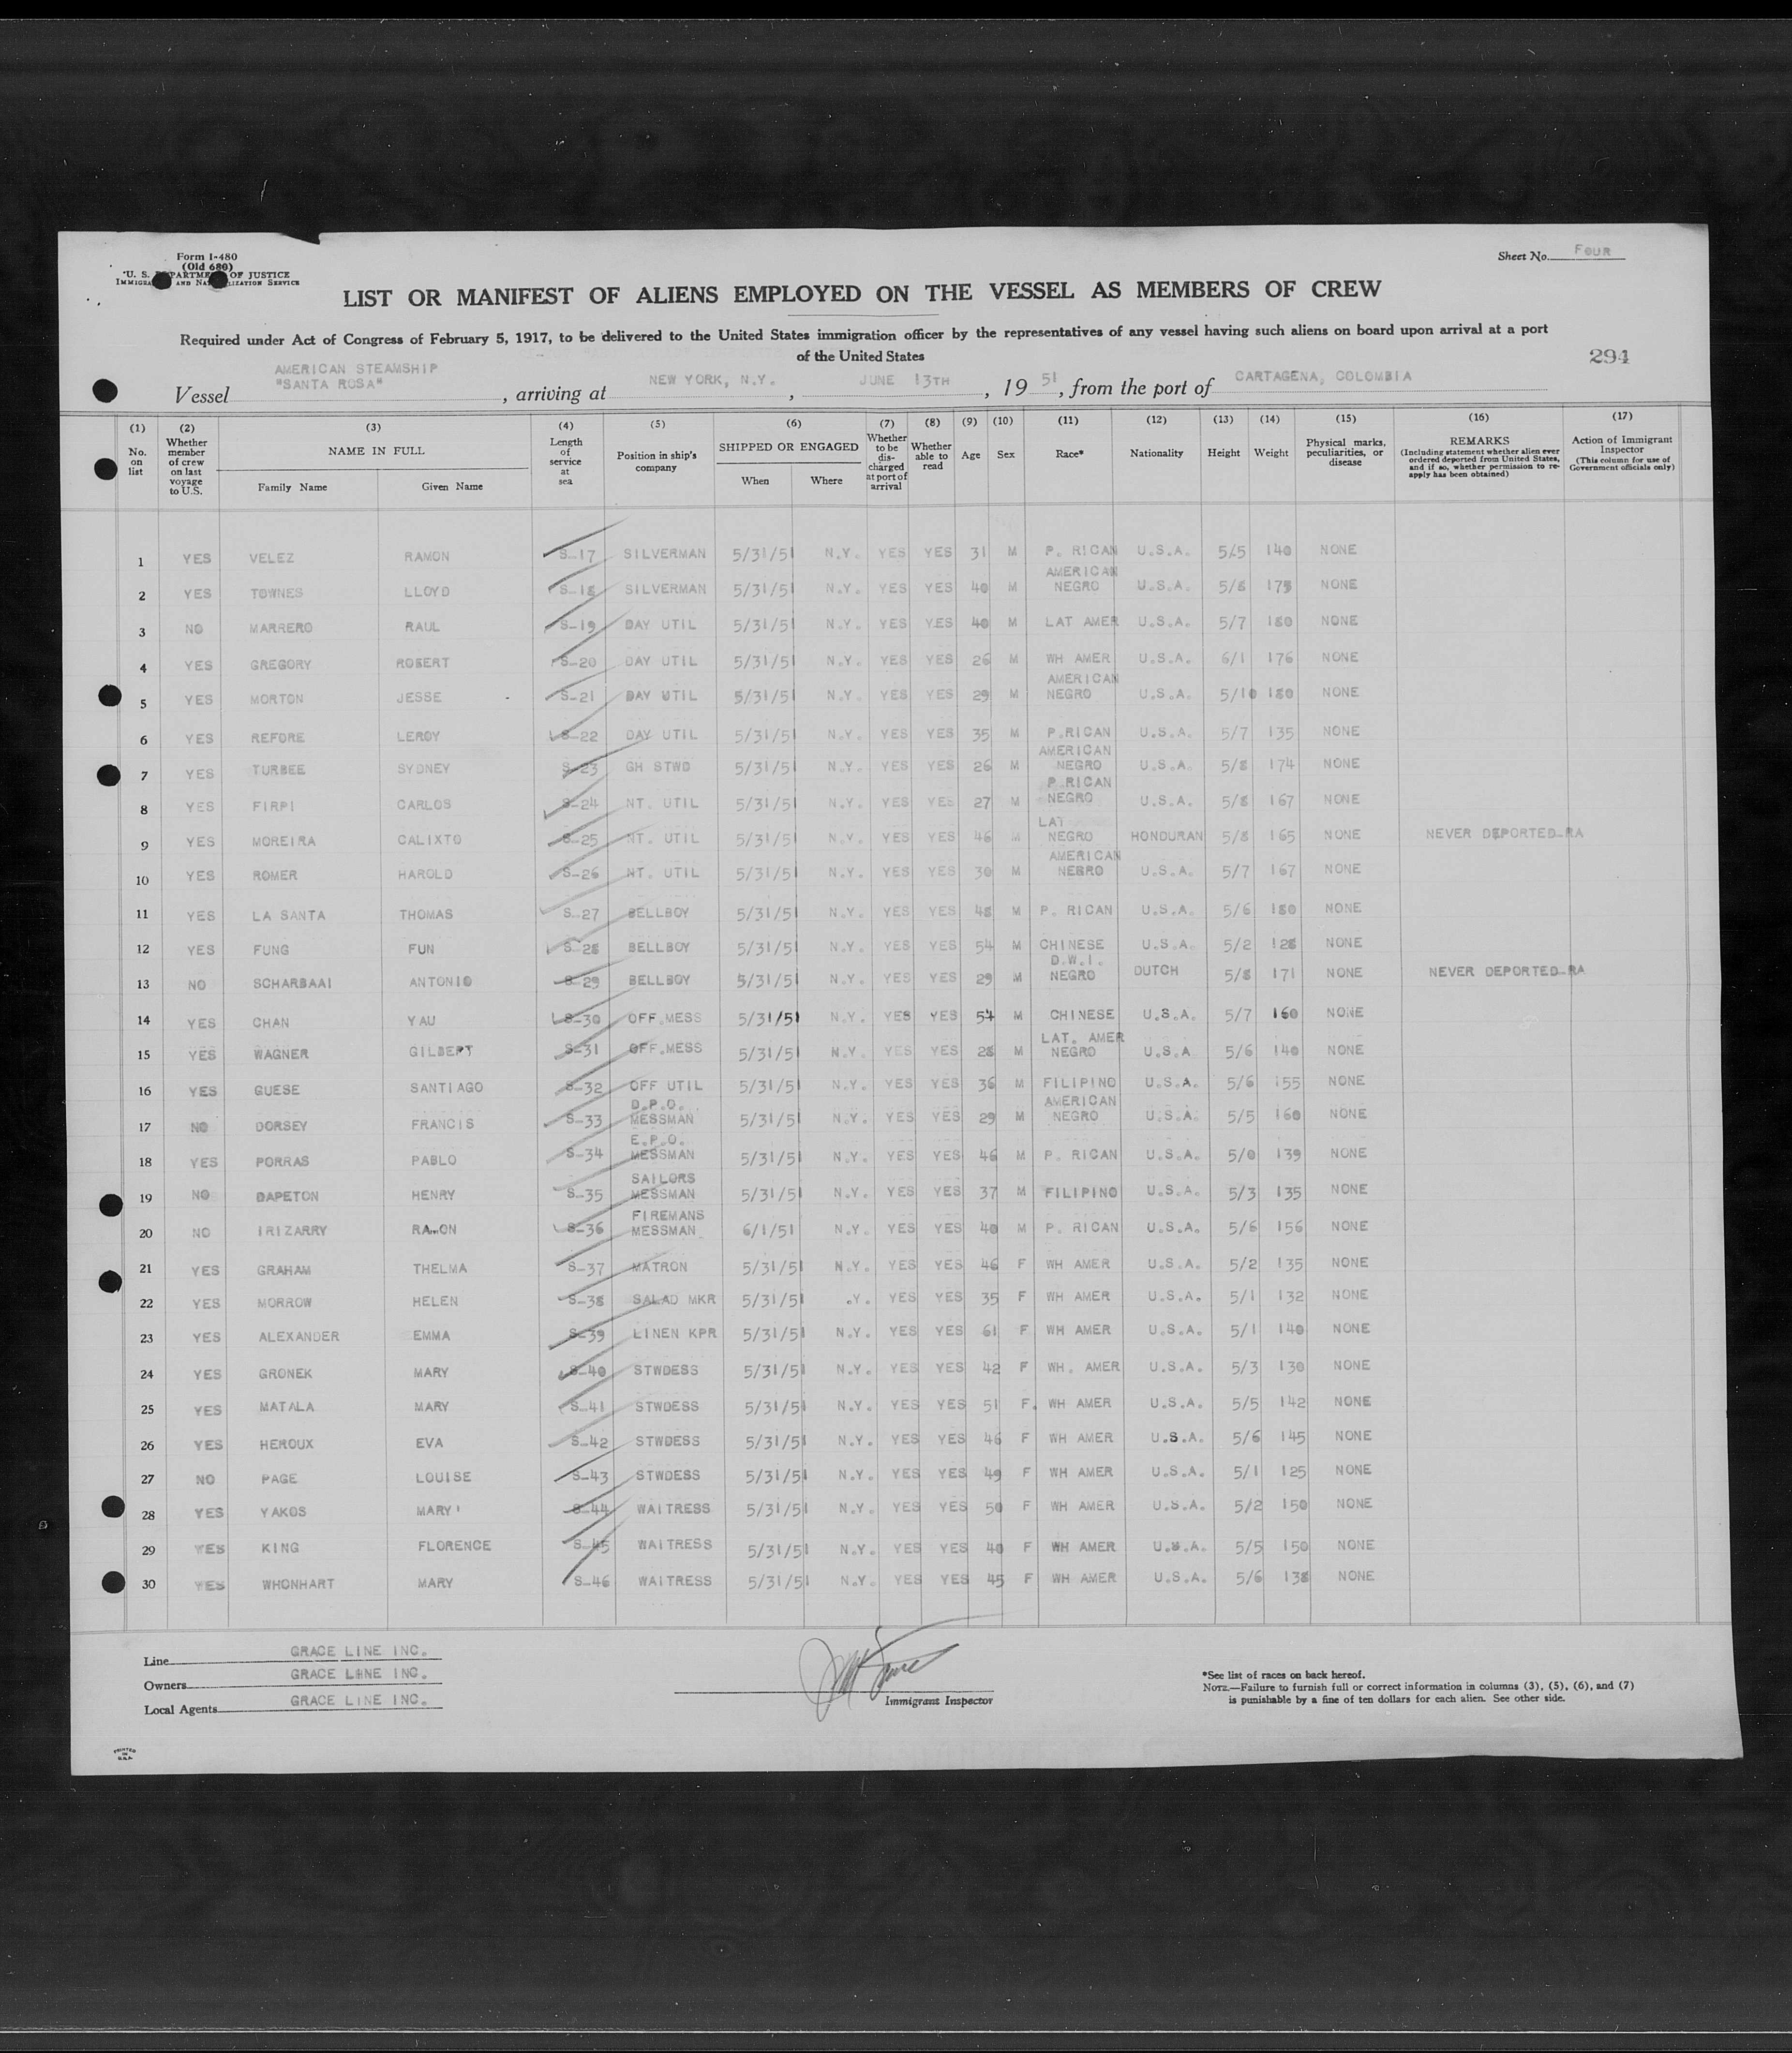 Form I-480
(Old 680)
U. S. DEPARTMENT OF JUSTICE
IMMIGRATION AND NATURALIZATION SERVICE
Sheet No. FOUR
LIST OR MANIFEST OF ALIENS EMPLOYED ON THE VESSEL AS MEMBERS OF CREW
Required under Act of Congress of February 5, 1917, to be delivered to the United States immigration officer by the representatives of any vessel having such aliens on board upon arrival at a port
of the United States
294
AMERICAN STEAMSHIP
Vessel "SANTA ROSA", arriving at NEW YORK, N.Y., JUNE 13TH, 1951, from the port of CARTAGENA, COLOMBIA
(1) No. on list (2) Whether member of crew on last voyage to U.S. (3) NAME IN FULL Family Name Given Name (4) Length of service at sea (5) Position in ship's company (6) SHIPPED OR ENGAGED When Where (7) Whether to be discharged at port of arrival (8) Whether able to read (9) Age (10) Sex (11) Race* (12) Nationality (13) Height (14) Weight (15) Physical marks, peculiarities, or disease (16) REMARKS (Including statement whether alien ever ordered deported from United States, and if so, whether permission to re-apply has been obtained) (17) Action of Immigrant Inspector (This column for use of Government officials only)
1 YES VELEZ RAMON S-17 SILVERMAN 5/31/51 N.Y. YES YES 31 M P. RICAN U.S.A. 5/5 140 NONE
2 YES TOWNES LLOYD S-18 SILVERMAN 5/31/51 N.Y. YES YES 40 M AMERICAN NEGRO U.S.A. 5/8 175 NONE
3 NO MARRERO RAUL S-19 DAY UTIL 5/31/51 N.Y. YES YES 40 M LAT AMER U.S.A. 5/7 180 NONE
4 YES GREGORY ROBERT S-20 DAY UTIL 5/31/51 N.Y. YES YES 26 M WH AMER U.S.A. 6/1 176 NONE
5 YES MORTON JESSE S-21 DAY UTIL 5/31/51 N.Y. YES YES 29 M AMERICAN NEGRO U.S.A. 5/10 180 NONE
6 YES REFORE LEROY S-22 DAY UTIL 5/31/51 N.Y. YES YES 35 M P.RICAN U.S.A. 5/7 135 NONE
7 YES TURBEE SYDNEY S-23 GH STWD 5/31/51 N.Y. YES YES 26 M AMERICAN NEGRO U.S.A. 5/8 174 NONE
8 YES FIRPI CARLOS S-24 NT. UTIL 5/31/51 N.Y. YES YES 27 M P.RICAN NEGRO U.S.A. 5/8 167 NONE
9 YES MOREIRA CALIXTO S-25 NT. UTIL 5/31/51 N.Y. YES YES 46 M LAT NEGRO HONDURAN 5/8 165 NONE NEVER DEPORTED-RA
10 YES ROMER HAROLD S-26 NT. UTIL 5/31/51 N.Y. YES YES 30 M AMERICAN NEGRO U.S.A. 5/7 167 NONE
11 YES LA SANTA THOMAS S-27 BELLBOY 5/31/51 N.Y. YES YES 48 M P. RICAN U.S.A. 5/6 180 NONE
12 YES FUNG FUN S-28 BELLBOY 5/31/51 N.Y. YES YES 54 M CHINESE U.S.A. 5/2 128 NONE
13 NO SCHARBAAI ANTONIO S-29 BELLBOY 5/31/51 N.Y. YES YES 29 M D.W.I. NEGRO DUTCH 5/8 171 NONE NEVER DEPORTED-RA
14 YES CHAN YAU S-30 OFF.MESS 5/31/51 N.Y. YES YES 54 M CHINESE U.S.A. 5/7 160 NONE
15 YES WAGNER GILBERT S-31 OFF.MESS 5/31/51 N.Y. YES YES 28 M LAT. AMER NEGRO U.S.A 5/6 140 NONE
16 YES GUESE SANTIAGO S-32 OFF UTIL 5/31/51 N.Y. YES YES 36 M FILIPINO U.S.A. 5/6 155 NONE
17 NO DORSEY FRANCIS S-33 D.P.O. MESSMAN 5/31/51 N.Y. YES YES 29 M AMERICAN NEGRO U.S.A. 5/5 160 NONE
18 YES PORRAS PABLO S-34 E.P.O. MESSMAN 5/31/51 N.Y. YES YES 46 M P. RICAN U.S.A. 5/0 139 NONE
19 NO DAPETON HENRY S-35 SAILORS MESSMAN 5/31/51 N.Y. YES YES 37 M FILIPINO U.S.A. 5/3 135 NONE
20 NO IRIZARRY RAMON S-36 FIREMANS MESSMAN 6/1/51 N.Y. YES YES 40 M P. RICAN U.S.A. 5/6 156 NONE
21 YES GRAHAM THELMA S-37 MATRON 5/31/51 N.Y. YES YES 46 F WH AMER U.S.A. 5/2 135 NONE
22 YES MORROW HELEN S-38 SALAD MKR 5/31/51 .Y. YES YES 35 F WH AMER U.S.A. 5/1 132 NONE
23 YES ALEXANDER EMMA S-39 LINEN KPR 5/31/51 N.Y. YES YES 61 F WH AMER U.S.A. 5/1 140 NONE
24 YES GRONEK MARY S-40 STWDESS 5/31/51 N.Y. YES YES 42 F WH. AMER U.S.A. 5/3 130 NONE
25 YES MATALA MARY S-41 STWDESS 5/31/51 N.Y. YES YES 51 F. WH AMER U.S.A. 5/5 142 NONE
26 YES HEROUX EVA S-42 STWDESS 5/31/51 N.Y. YES YES 46 F WH AMER U.S.A. 5/6 145 NONE
27 NO PAGE LOUISE S-43 STWDESS 5/31/51 N.Y. YES YES 49 F WH AMER U.S.A. 5/1 125 NONE
28 YES YAKOS MARY S-44 WAITRESS 5/31/51 N.Y. YES YES 50 F WH AMER U.S.A. 5/2 150 NONE
29 YES KING FLORENCE S-45 WAITRESS 5/31/51 N.Y. YES YES 40 F WH AMER U.S.A. 5/5 150 NONE
30 YES WHONHART MARY S-46 WAITRESS 5/31/51 N.Y. YES YES 45 F WH AMER U.S.A. 5/6 138 NONE
Line GRACE LINE INC.
Owners GRACE LINE INC.
Local Agents GRACE LINE INC.
Immigrant Inspector
*See list of races on back hereof.
NOTE.—Failure to furnish full or correct information in columns (3), (5), (6), and (7)
is punishable by a fine of ten dollars for each alien. See other side.
PRINTED IN U.S.A.